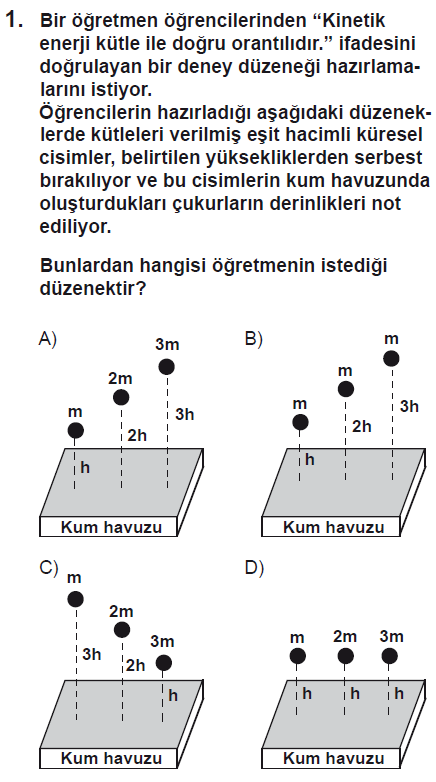 1. Bir öğretmen öğrencilerinden “Kinetik
enerji kütle ile doğru orantılıdır.” ifadesini
doğrulayan bir deney düzeneği hazırlama-
larını istiyor.
Öğrencilerin hazırladığı aşağıdaki düzenek-
lerde kütleleri verilmiş eşit hacimli küresel
cisimler, belirtilen yüksekliklerden serbest
bırakılıyor ve bu cisimlerin kum havuzunda
oluşturdukları çukurların derinlikleri not
ediliyor.
Bunlardan hangisi öğretmenin istediği
düzenektir?
A)
m 2m 3m
h 2h 3h
Kum havuzu
B)
m m m
h 2h 3h
Kum havuzu
C)
m 2m 3m
3h 2h h
Kum havuzu
D)
m 2m 3m
h h h
Kum havuzu